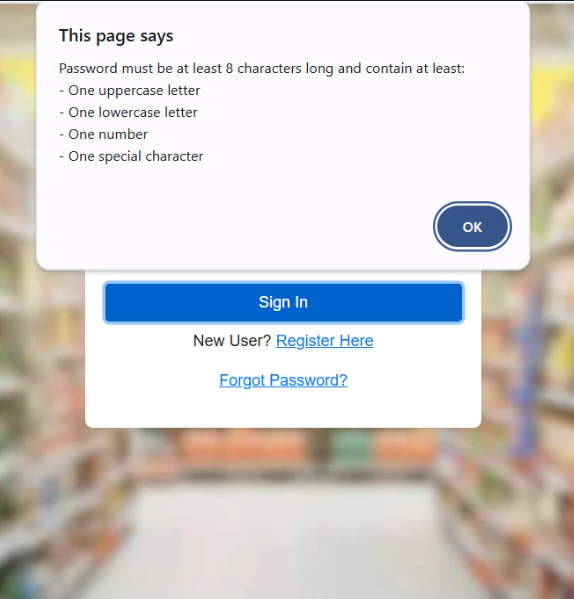 This page says
Password must be at least 8 characters long and contain at least:
- One uppercase letter
- One lowercase letter
- One number
- One special character
OK
Sign In
New User? Register Here
Forgot Password?